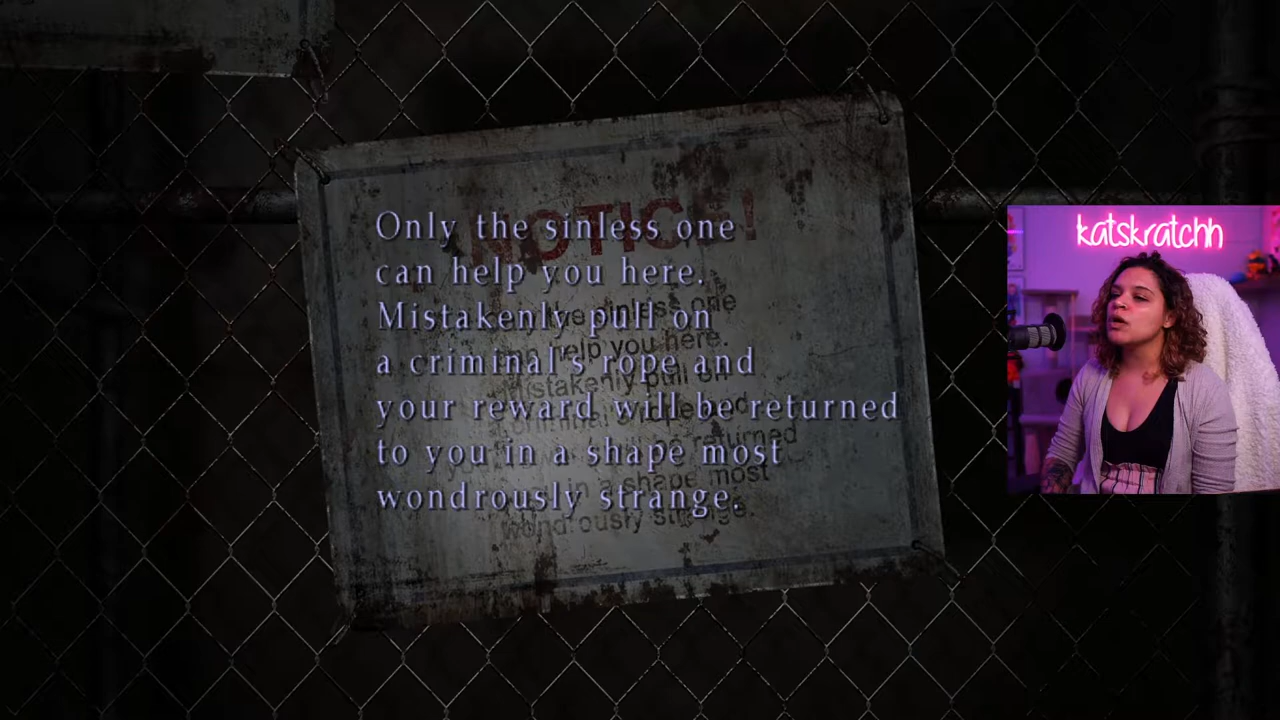 NOTICE!
Only the sinless one
can help you here.
Mistakenly pull on
a criminal's rope and
your reward will be returned
to you in a shape most
wondrously strange.
katskratchh